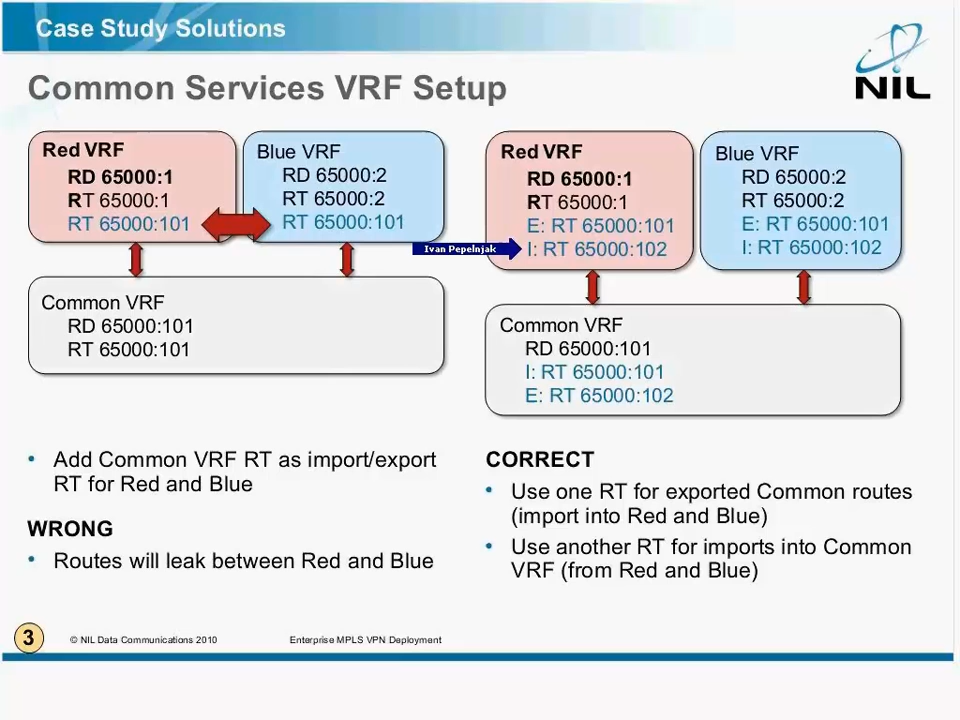 Case Study Solutions
NIL
Common Services VRF Setup
Red VRF
RD 65000:1
RT 65000:1
RT 65000:101
Blue VRF
RD 65000:2
RT 65000:2
RT 65000:101
Common VRF
RD 65000:101
RT 65000:101
Red VRF
RD 65000:1
RT 65000:1
E: RT 65000:101
I: RT 65000:102
Ivan Pepelnjak
Blue VRF
RD 65000:2
RT 65000:2
E: RT 65000:101
I: RT 65000:102
Common VRF
RD 65000:101
I: RT 65000:101
E: RT 65000:102
• Add Common VRF RT as import/export
RT for Red and Blue
WRONG
• Routes will leak between Red and Blue
CORRECT
• Use one RT for exported Common routes
(import into Red and Blue)
• Use another RT for imports into Common
VRF (from Red and Blue)
3
© NIL Data Communications 2010
Enterprise MPLS VPN Deployment